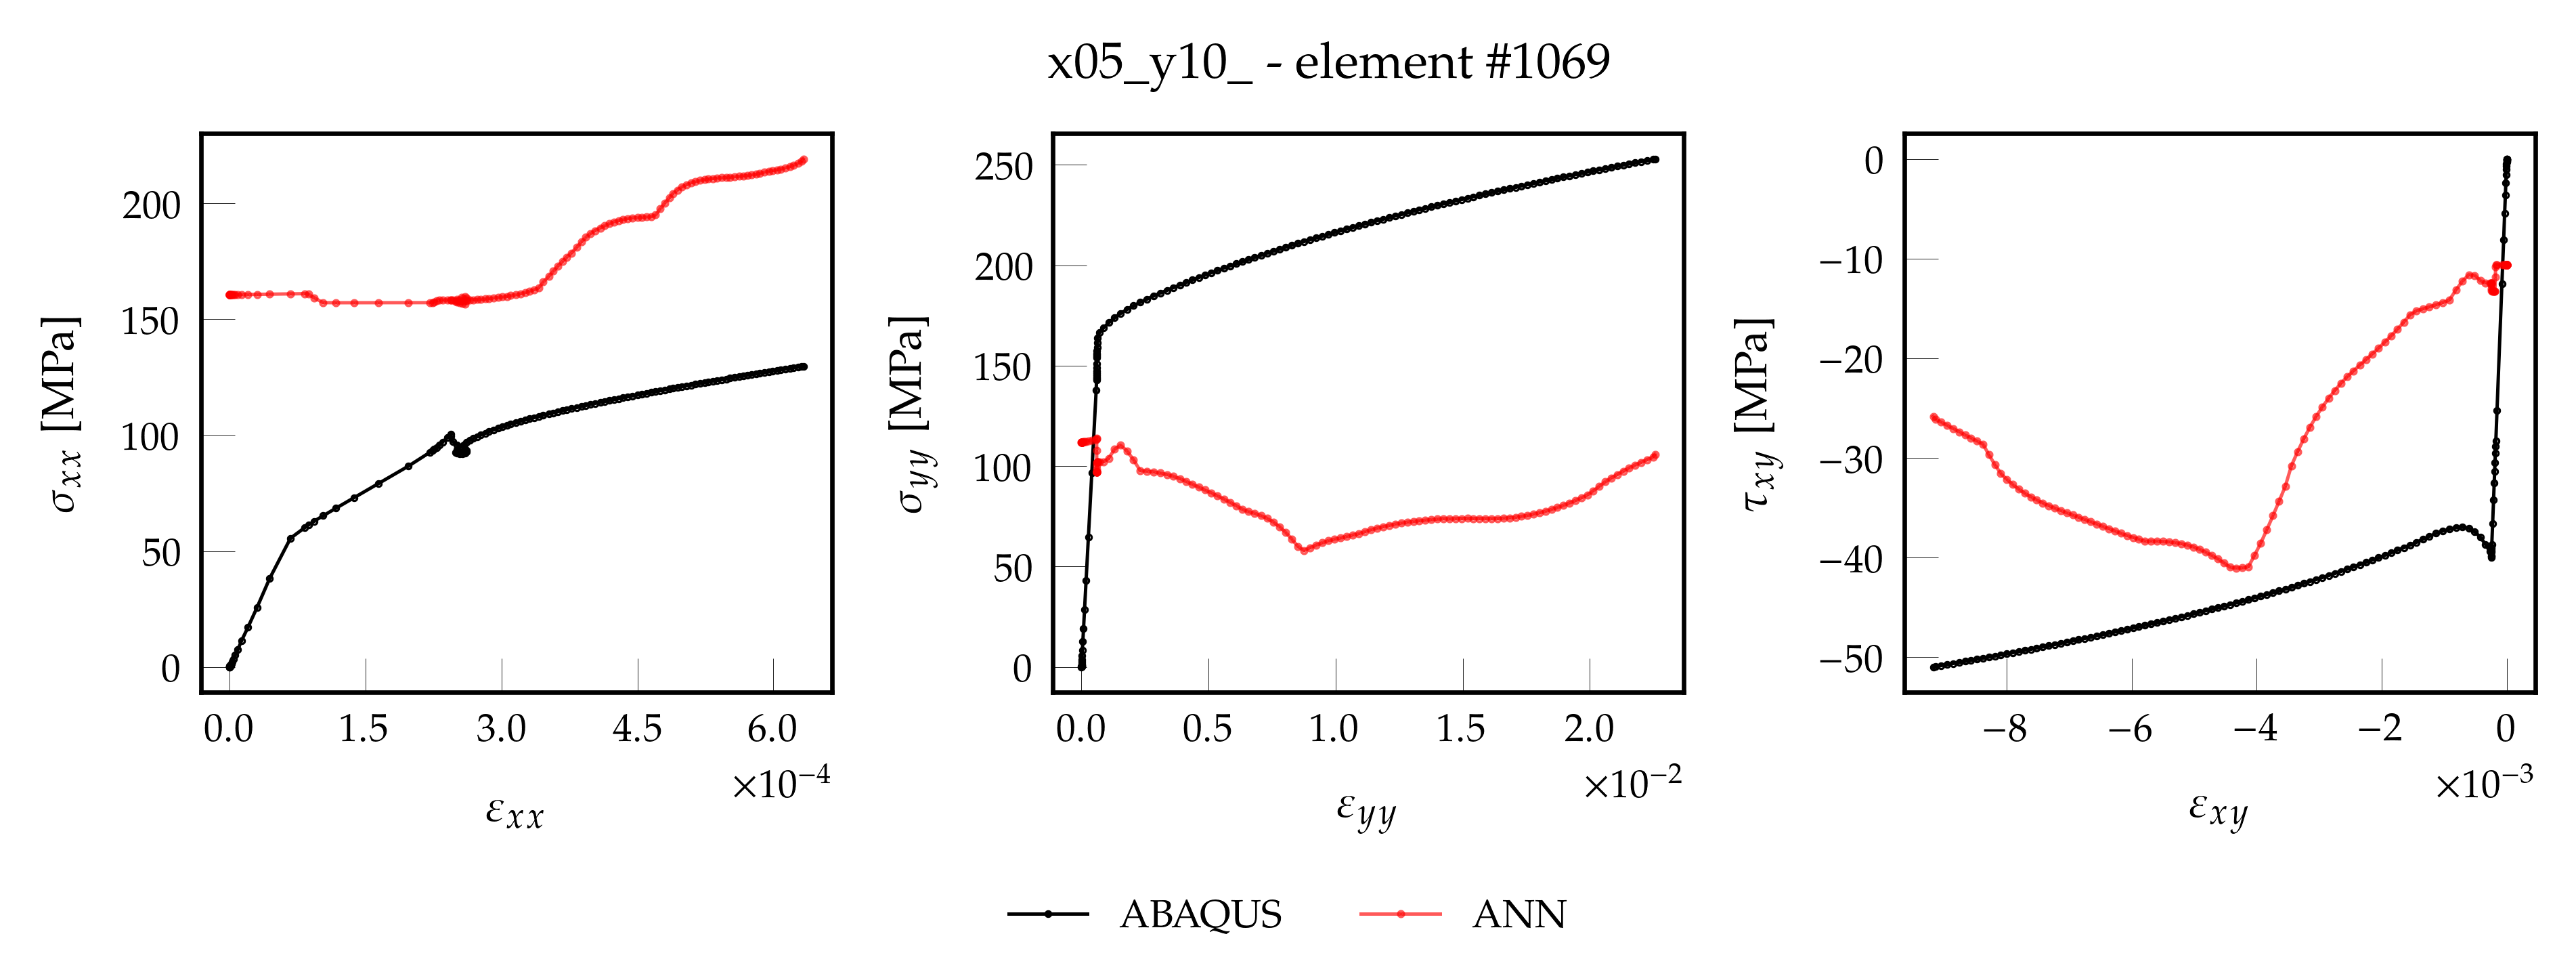 x05_y10_ - element #1069
σxx [MPa]
200
150
100
50
0
0.0 1.5 3.0 4.5 6.0
×10⁻⁴
εxx
σyy [MPa]
250
200
150
100
50
0
0.0 0.5 1.0 1.5 2.0
×10⁻²
εyy
τxy [MPa]
0
−10
−20
−30
−40
−50
−8 −6 −4 −2 0
×10⁻³
εxy
ABAQUS ANN